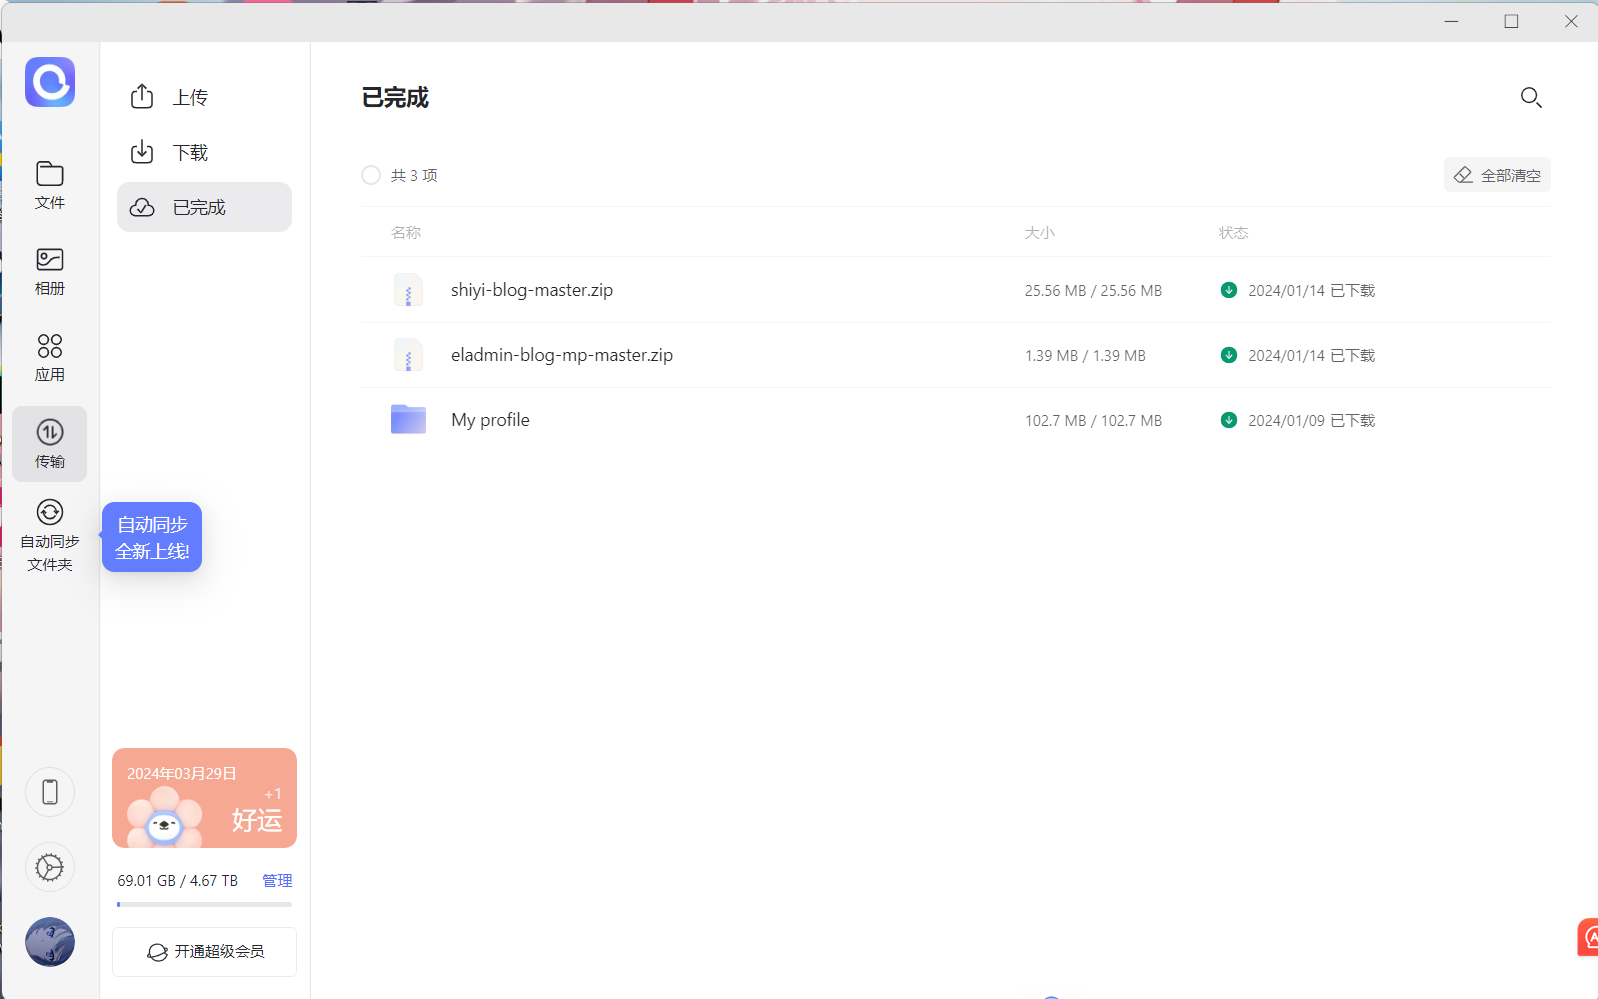 文件
相册
应用
传输
自动同步
文件夹
上传
下载
已完成
自动同步
全新上线!
2024年03月29日
+1
好运
69.01 GB / 4.67 TB 管理
开通超级会员
已完成
共 3 项 全部清空
名称 大小 状态
shiyi-blog-master.zip 25.56 MB / 25.56 MB 2024/01/14 已下载
eladmin-blog-mp-master.zip 1.39 MB / 1.39 MB 2024/01/14 已下载
My profile 102.7 MB / 102.7 MB 2024/01/09 已下载